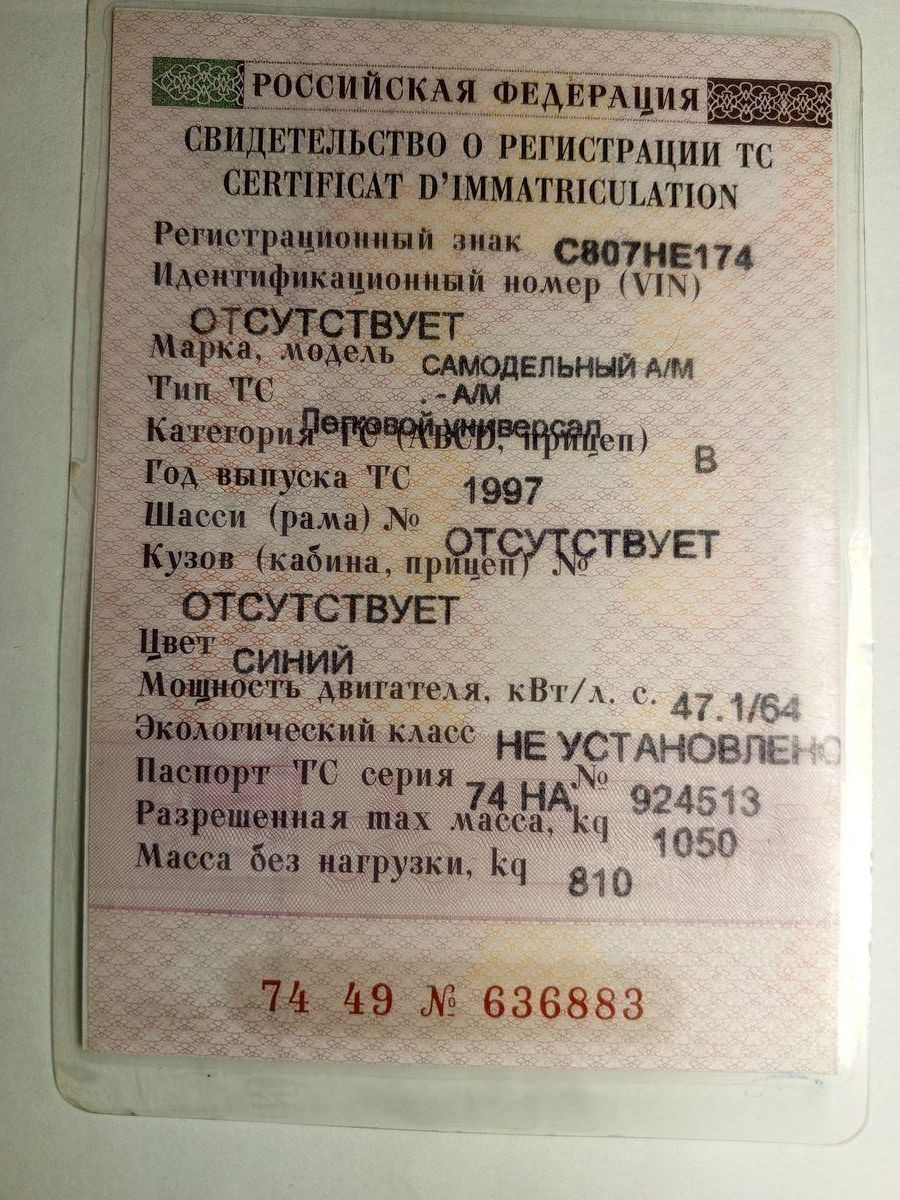 РОССИЙСКАЯ ФЕДЕРАЦИЯ
СВИДЕТЕЛЬСТВО О РЕГИСТРАЦИИ ТС
CERTIFICAT D'IMMATRICULATION
Регистрационный знак С807НЕ174
Идентификационный номер (VIN)
ОТСУТСТВУЕТ
Марка, модель САМОДЕЛЬНЫЙ А/М
Тип ТС . - А/М
Легковой универсал
Категория ТС (ABCD, прицеп) B
Год выпуска ТС 1997
Шасси (рама) № ОТСУТСТВУЕТ
Кузов (кабина, прицеп) №
ОТСУТСТВУЕТ
Цвет СИНИЙ
Мощность двигателя, кВт/л. с. 47.1/64
Экологический класс НЕ УСТАНОВЛЕНО
Паспорт ТС серия 74 НА, № 924513
Разрешенная max масса, kg 1050
Масса без нагрузки, kg 810
74 49 № 636883